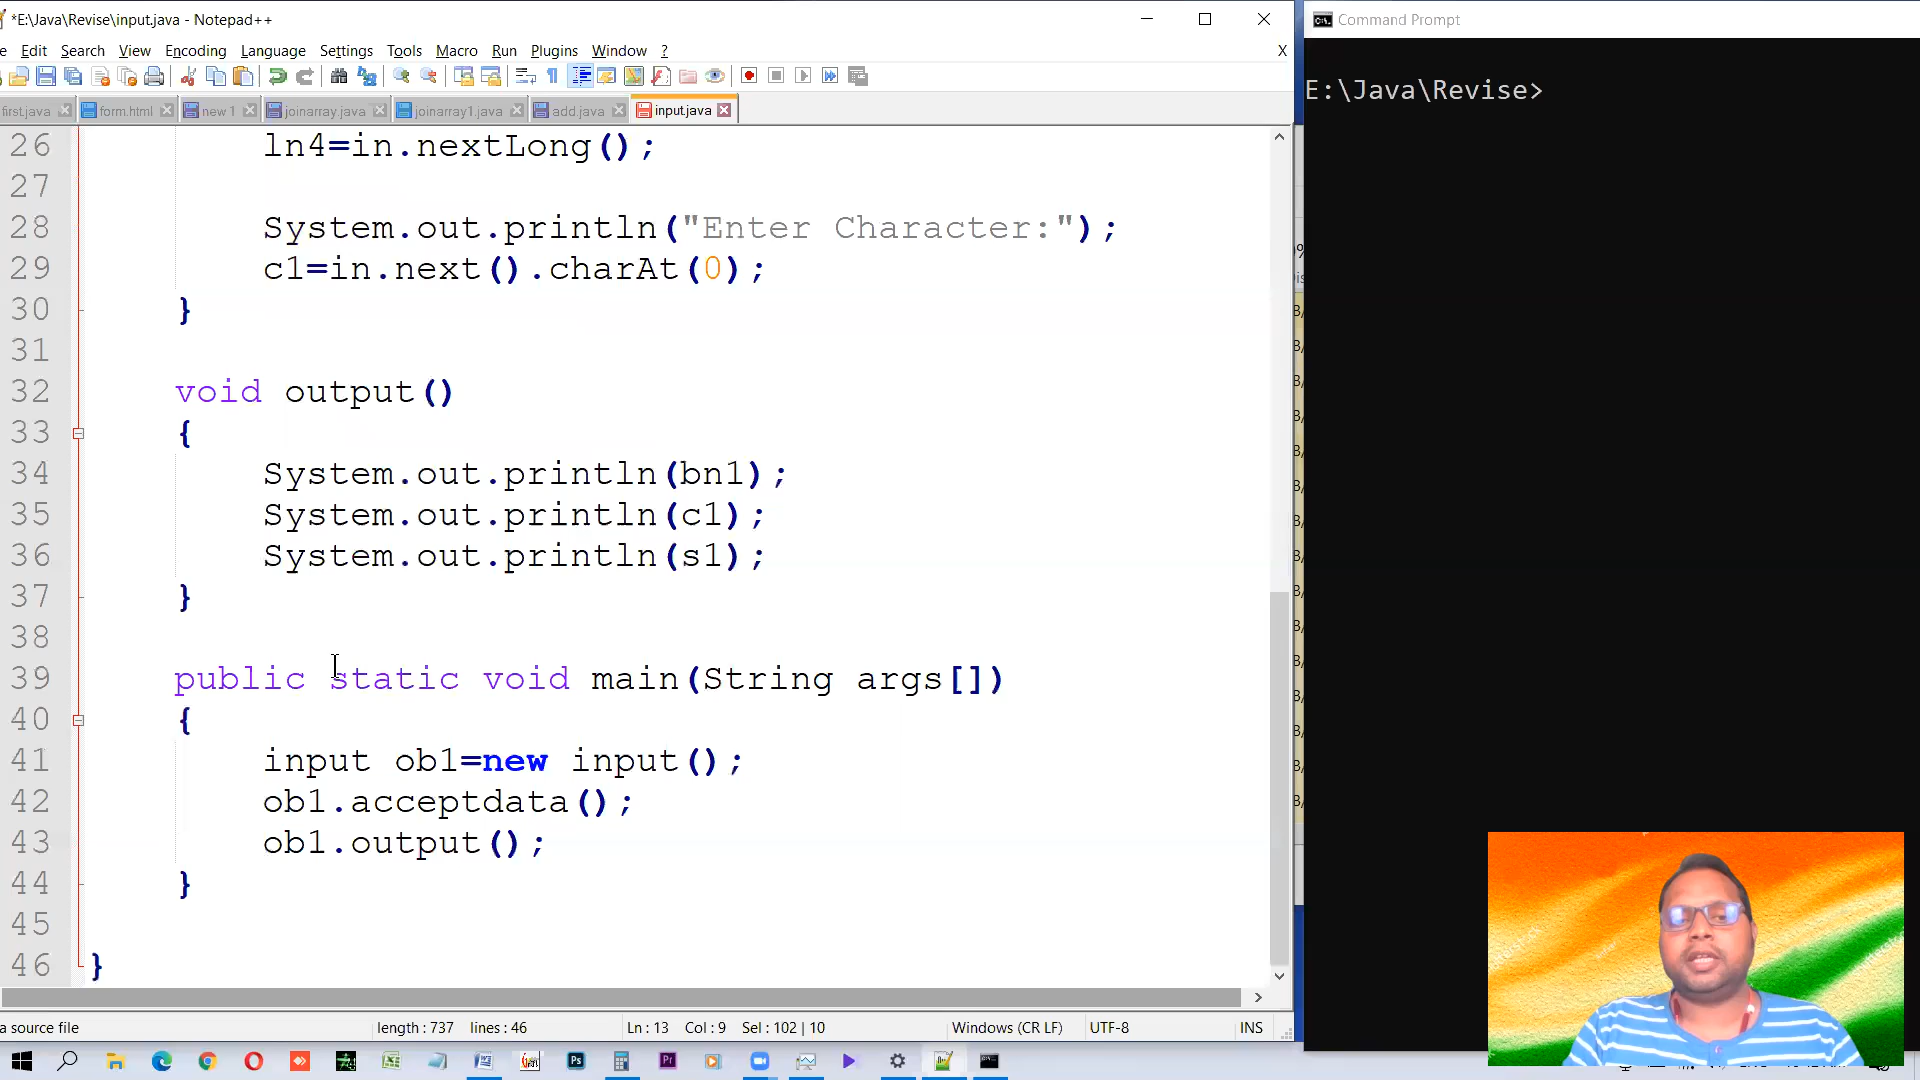 *E:\Java\Revise\input.java - Notepad++
e Edit Search View Encoding Language Settings Tools Macro Run Plugins Window ? X
first.java form.html new 1 joinarray.java joinarray1.java add.java input.java
26 ln4=in.nextLong();
27
28 System.out.println("Enter Character:");
29 c1=in.next().charAt(0);
30 }
31
32 void output()
33 {
34 System.out.println(bn1);
35 System.out.println(c1);
36 System.out.println(s1);
37 }
38
39 public static void main(String args[])
40 {
41 input ob1=new input();
42 ob1.acceptdata();
43 ob1.output();
44 }
45
46 }
a source file length : 737 lines : 46 Ln : 13 Col : 9 Sel : 102 | 10 Windows (CR LF) UTF-8 INS
Command Prompt
E:\Java\Revise>